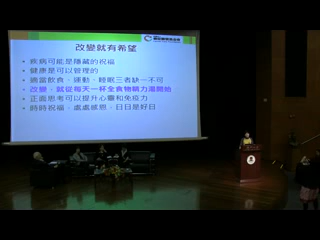 改變就有希望
疾病可能是隱藏的祝福
健康是可以管理的
適當飲食、運動、睡眠三者缺一不可
改變，就從每天一杯全食物精力湯開始
正面思考可以提升心靈和免疫力
時時祝福，處處感恩，日日是好日